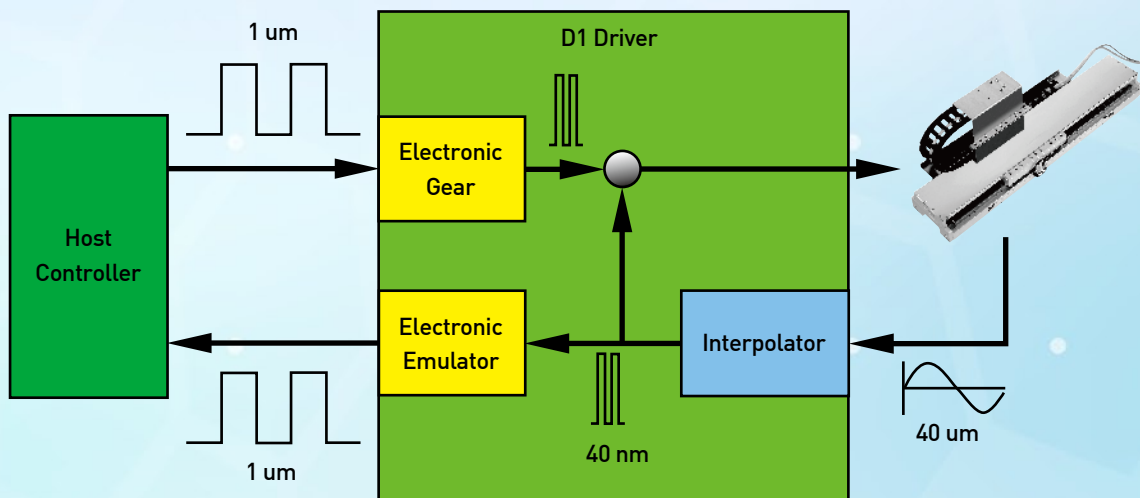 1 um
D1 Driver
Electronic
Gear
Host
Controller
Electronic
Emulator
Interpolator
40 nm
40 um
1 um